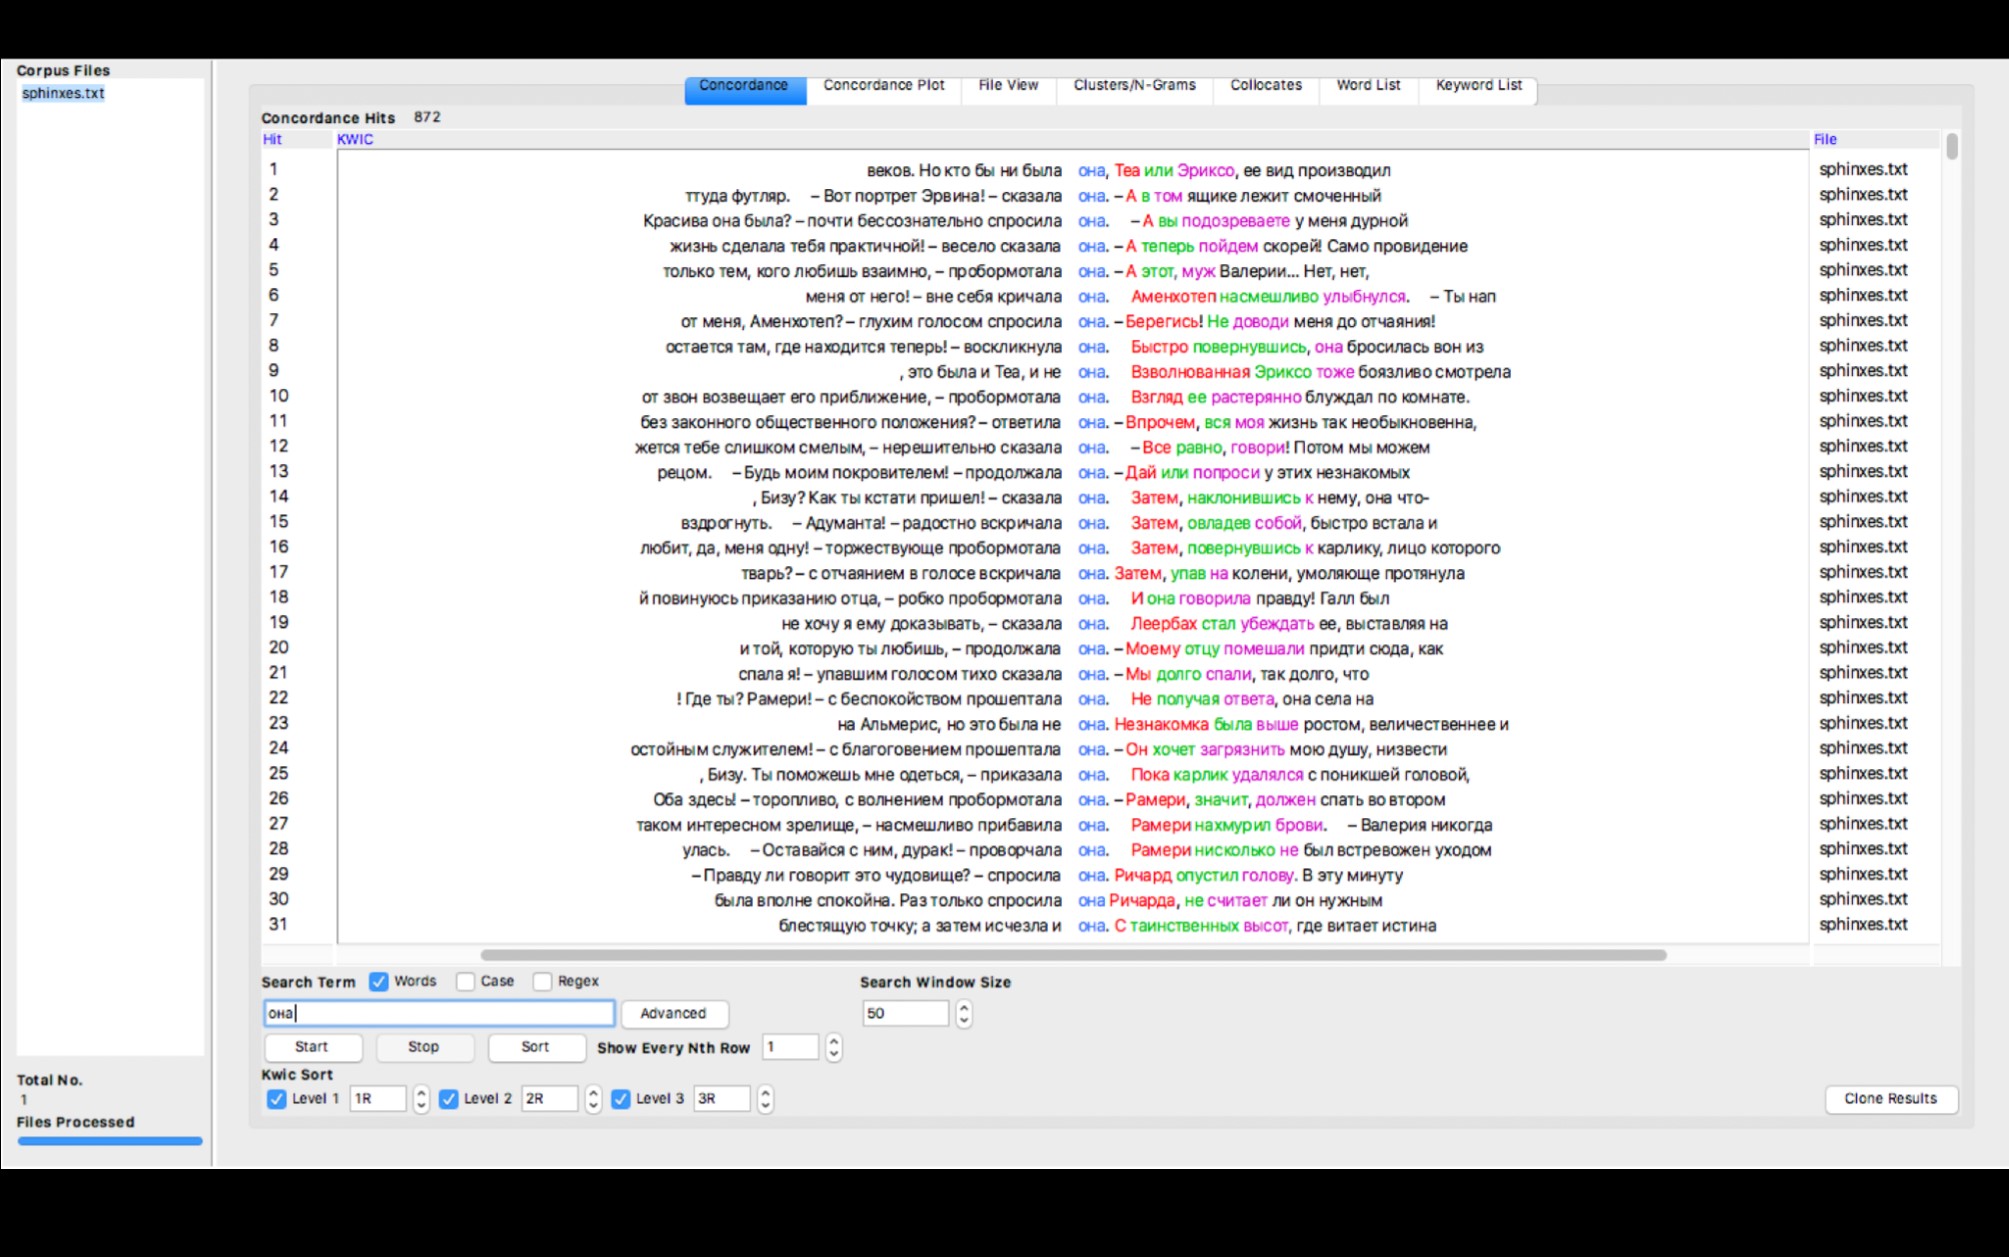 Corpus Files
sphinxes.txt
Concordance Concordance Plot File View Clusters/N-Grams Collocates Word List Keyword List
Concordance Hits 872
Hit KWIC File
1 веков. Но кто бы ни была она, Теа или Эриксо, ее вид производил sphinxes.txt
2 ттуда футляр. – Вот портрет Эрвина! – сказала она. – А в том ящике лежит смоченный sphinxes.txt
3 Красива она была? – почти бессознательно спросила она. – А вы подозреваете у меня дурной sphinxes.txt
4 жизнь сделала тебя практичной! – весело сказала она. – А теперь пойдем скорей! Само провидение sphinxes.txt
5 только тем, кого любишь взаимно, – пробормотала она. – А этот, муж Валерии... Нет, нет, sphinxes.txt
6 меня от него! – вне себя кричала она. Аменхотеп насмешливо улыбнулся. – Ты нап sphinxes.txt
7 от меня, Аменхотеп? – глухим голосом спросила она. – Берегись! Не доводи меня до отчаяния! sphinxes.txt
8 остается там, где находится теперь! – воскликнула она. Быстро повернувшись, она бросилась вон из sphinxes.txt
9 , это была и Теа, и не она. Взволнованная Эриксо тоже боязливо смотрела sphinxes.txt
10 от звон возвещает его приближение, – пробормотала она. Взгляд ее растерянно блуждал по комнате. sphinxes.txt
11 без законного общественного положения? – ответила она. – Впрочем, вся моя жизнь так необыкновенна, sphinxes.txt
12 жется тебе слишком смелым, – нерешительно сказала она. – Все равно, говори! Потом мы можем sphinxes.txt
13 рецом. – Будь моим покровителем! – продолжала она. – Дай или попроси у этих незнакомых sphinxes.txt
14 , Бизу? Как ты кстати пришел! – сказала она. Затем, наклонившись к нему, она что- sphinxes.txt
15 вздрогнуть. – Адуманта! – радостно вскричала она. Затем, овладев собой, быстро встала и sphinxes.txt
16 любит, да, меня одну! – торжествующе пробормотала она. Затем, повернувшись к карлику, лицо которого sphinxes.txt
17 тварь? – с отчаянием в голосе вскричала она. Затем, упав на колени, умоляюще протянула sphinxes.txt
18 й повинуюсь приказанию отца, – робко пробормотала она. И она говорила правду! Галл был sphinxes.txt
19 не хочу я ему доказывать, – сказала она. Леербах стал убеждать ее, выставляя на sphinxes.txt
20 и той, которую ты любишь, – продолжала она. – Моему отцу помешали придти сюда, как sphinxes.txt
21 спала я! – упавшим голосом тихо сказала она. – Мы долго спали, так долго, что sphinxes.txt
22 ! Где ты? Рамери! – с беспокойством прошептала она. Не получая ответа, она села на sphinxes.txt
23 на Альмерис, но это была не она. Незнакомка была выше ростом, величественнее и sphinxes.txt
24 остойным служителем! – с благоговением прошептала она. – Он хочет загрязнить мою душу, низвести sphinxes.txt
25 , Бизу. Ты поможешь мне одеться, – приказала она. Пока карлик удалялся с поникшей головой, sphinxes.txt
26 Оба здесь! – торопливо, с волнением пробормотала она. – Рамери, значит, должен спать во втором sphinxes.txt
27 таком интересном зрелище, – насмешливо прибавила она. Рамери нахмурил брови. – Валерия никогда sphinxes.txt
28 улась. – Оставайся с ним, дурак! – проворчала она. Рамери нисколько не был встревожен уходом sphinxes.txt
29 – Правду ли говорит это чудовище? – спросила она. Ричард опустил голову. В эту минуту sphinxes.txt
30 была вполне спокойна. Раз только спросила она Ричарда, не считает ли он нужным sphinxes.txt
31 блестящую точку; а затем исчезла и она. С таинственных высот, где витает истина sphinxes.txt
Search Term Words Case Regex Search Window Size
она Advanced 50
Start Stop Sort Show Every Nth Row 1
Kwic Sort
Level 1 1R Level 2 2R Level 3 3R Clone Results
Total No.
1
Files Processed